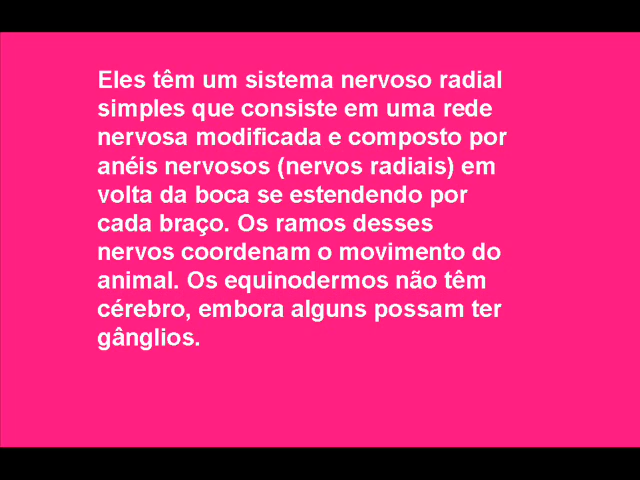 Eles têm um sistema nervoso radial
simples que consiste em uma rede
nervosa modificada e composto por
anéis nervosos (nervos radiais) em
volta da boca se estendendo por
cada braço. Os ramos desses
nervos coordenam o movimento do
animal. Os equinodermos não têm
cérebro, embora alguns possam ter
gânglios.